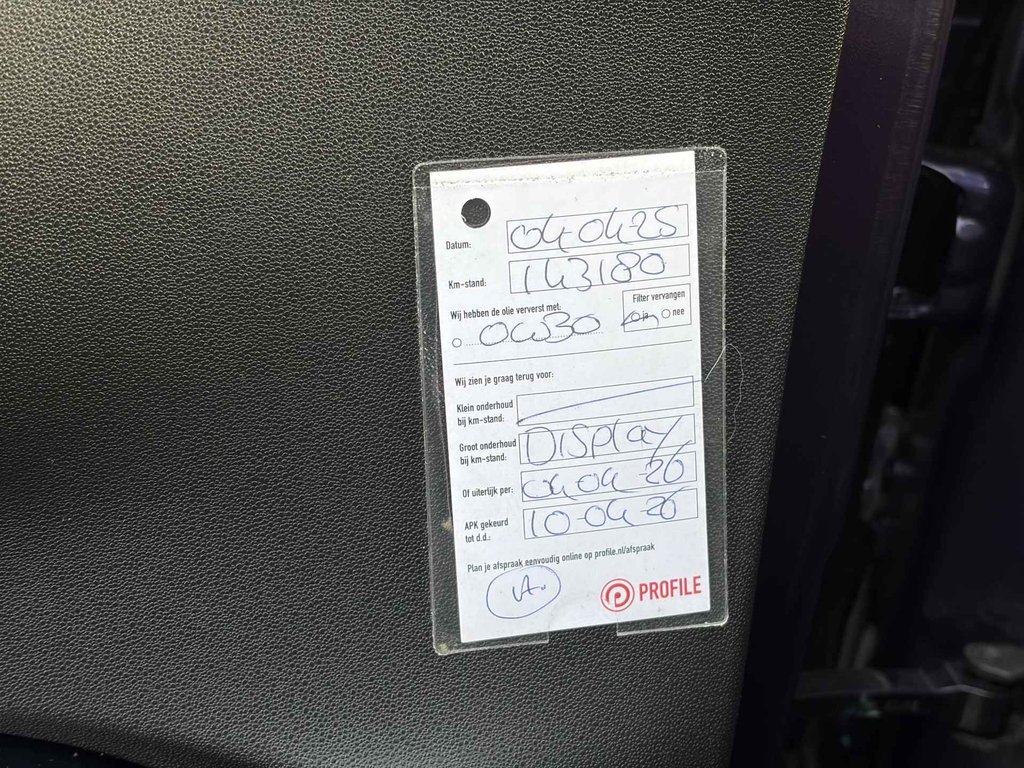 Datum: 04-04-25
Km-stand: 143180
Wij hebben de olie ververst met:
Filter vervangen
O ja O nee
O 0W30
Wij zien je graag terug voor:
Klein onderhoud
bij km-stand:
Groot onderhoud
bij km-stand: DISPLAY
Of uiterlijk per: 04-04-26
APK gekeurd
tot d.d.: 10-04-26
Plan je afspraak eenvoudig online op profile.nl/afspraak
PROFILE